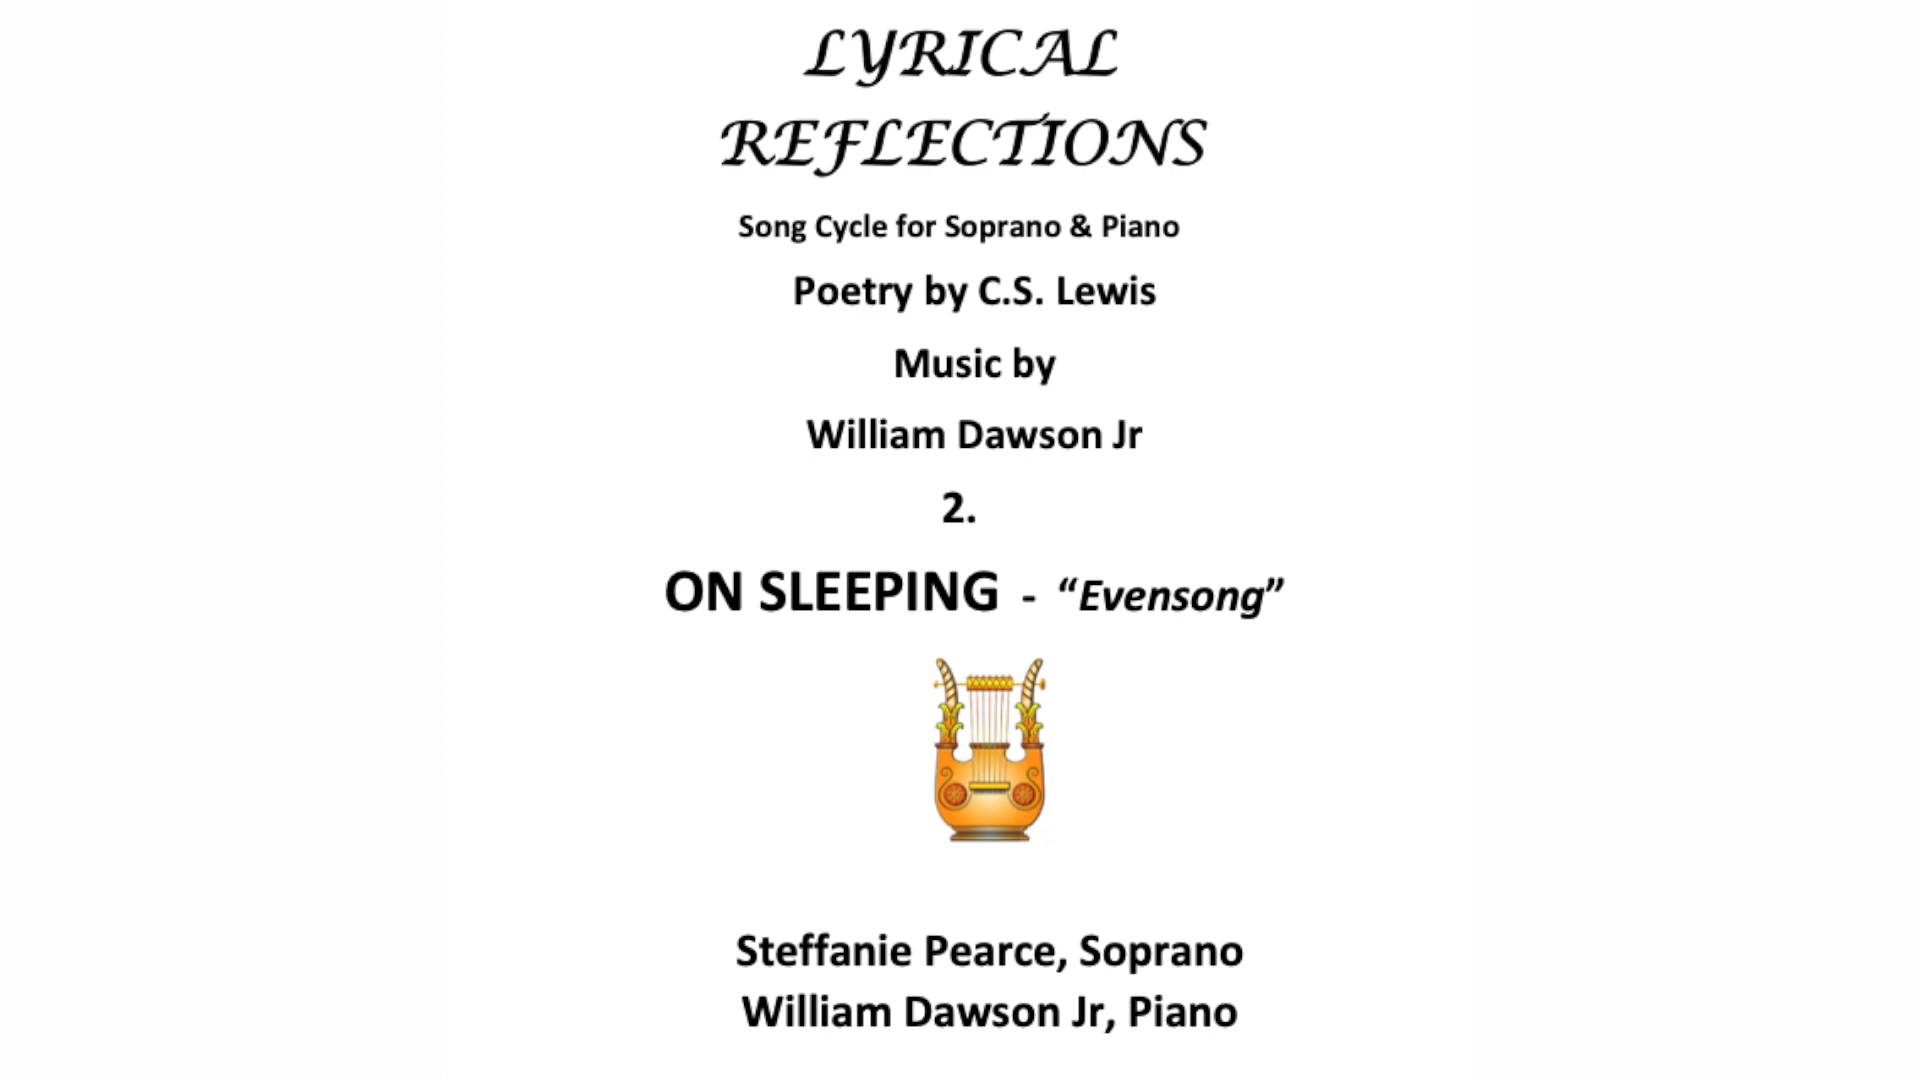 LYRICAL
REFLECTIONS
Song Cycle for Soprano & Piano
Poetry by C.S. Lewis
Music by
William Dawson Jr
2.
ON SLEEPING - “Evensong”
Steffanie Pearce, Soprano
William Dawson Jr, Piano